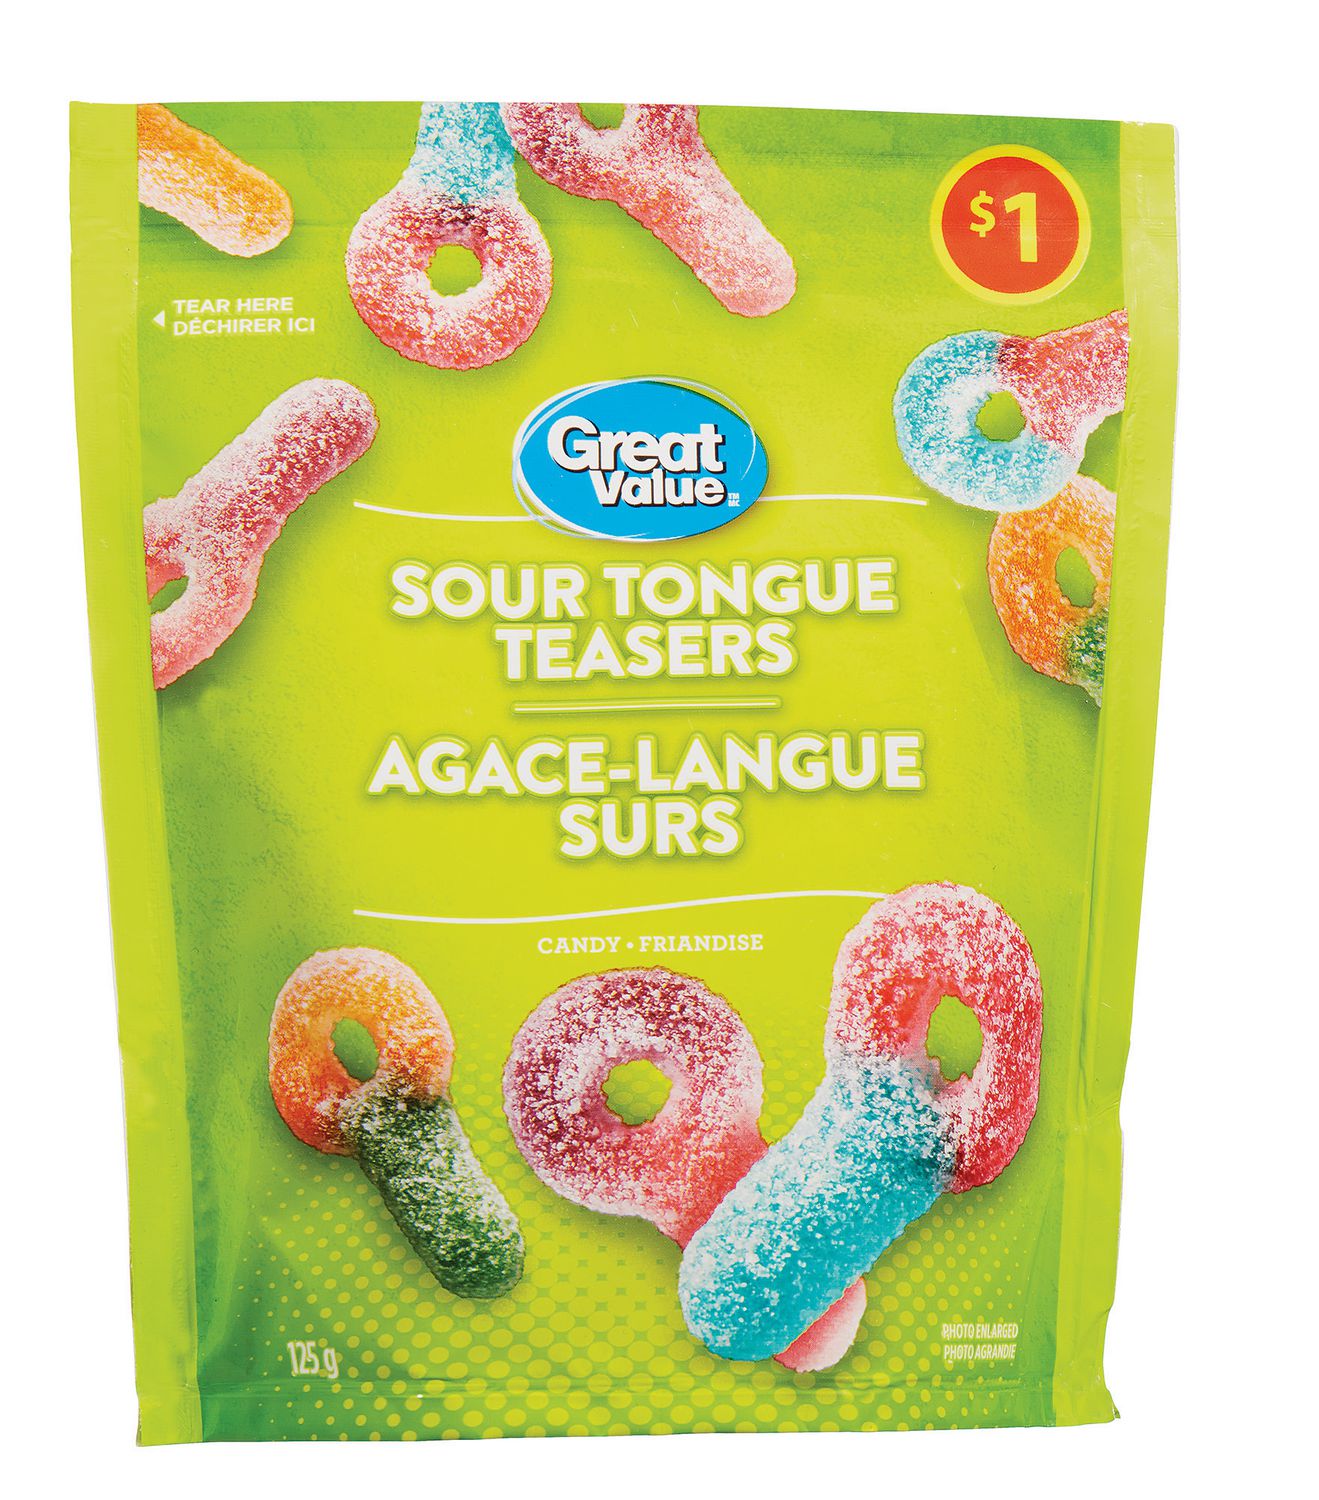 $1
TEAR HERE
DÉCHIRER ICI
Great
Value TM
MC
SOUR TONGUE
TEASERS
AGACE-LANGUE
SURS
CANDY • FRIANDISE
125 g
PHOTO ENLARGED
PHOTO AGRANDIE